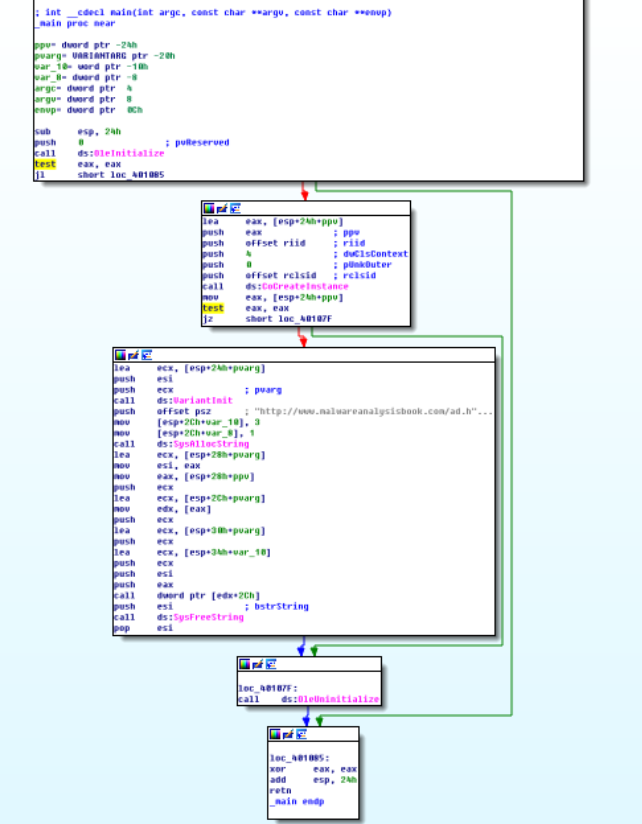 ; int __cdecl main(int argc, const char **argv, const char **envp)
_main proc near
ppv= dword ptr -24h
pvarg= VARIANTARG ptr -20h
var_10= word ptr -10h
var_8= dword ptr -8
argc= dword ptr  4
argv= dword ptr  8
envp= dword ptr  0Ch
sub     esp, 24h
push    0               ; pvReserved
call    ds:OleInitialize
test    eax, eax
jl      short loc_401085
lea     eax, [esp+24h+ppv]
push    eax             ; ppv
push    offset riid     ; riid
push    4               ; dwClsContext
push    0               ; pUnkOuter
push    offset rclsid   ; rclsid
call    ds:CoCreateInstance
mov     eax, [esp+24h+ppv]
test    eax, eax
jz      short loc_40107F
lea     ecx, [esp+24h+pvarg]
push    esi
push    ecx             ; pvarg
call    ds:VariantInit
push    offset psz      ; "http://www.malwareanalysisbook.com/ad.h"...
mov     [esp+2Ch+var_10], 3
mov     [esp+2Ch+var_8], 1
call    ds:SysAllocString
lea     ecx, [esp+28h+pvarg]
mov     esi, eax
mov     eax, [esp+28h+ppv]
push    ecx
lea     ecx, [esp+2Ch+pvarg]
mov     edx, [eax]
push    ecx
lea     ecx, [esp+30h+pvarg]
push    ecx
lea     ecx, [esp+34h+var_10]
push    ecx
push    esi
push    eax
call    dword ptr [edx+2Ch]
push    esi             ; bstrString
call    ds:SysFreeString
pop     esi
loc_40107F:
call    ds:OleUninitialize
loc_401085:
xor     eax, eax
add     esp, 24h
retn
_main endp